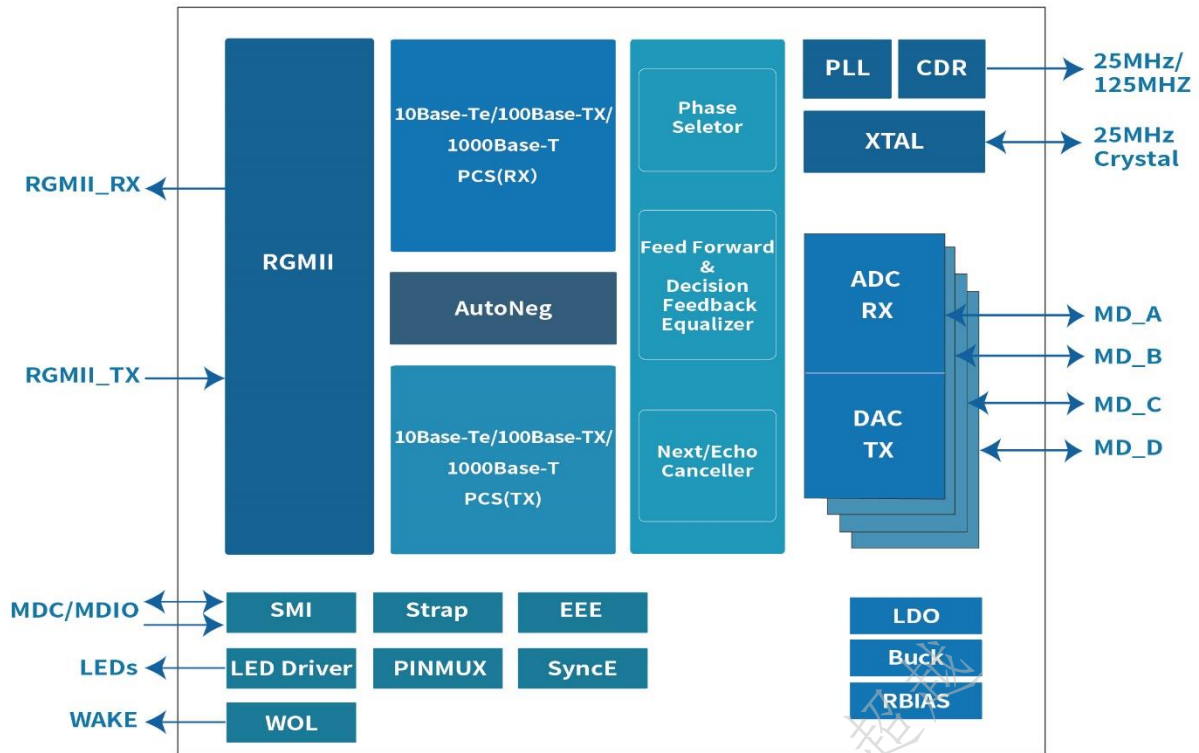 RGMII_RX
RGMII_TX
MDC/MDIO
LEDs
WAKE
RGMII
10Base-Te/100Base-TX/
1000Base-T
PCS(RX)
AutoNeg
10Base-Te/100Base-TX/
1000Base-T
PCS(TX)
Phase
Seletor
Feed Forward
&
Decision
Feedback
Equalizer
Next/Echo
Canceller
PLL
CDR
XTAL
25MHz/
125MHZ
25MHz
Crystal
ADC
RX
DAC
TX
MD_A
MD_B
MD_C
MD_D
SMI
Strap
EEE
LED Driver
PINMUX
SyncE
WOL
LDO
Buck
RBIAS
超越